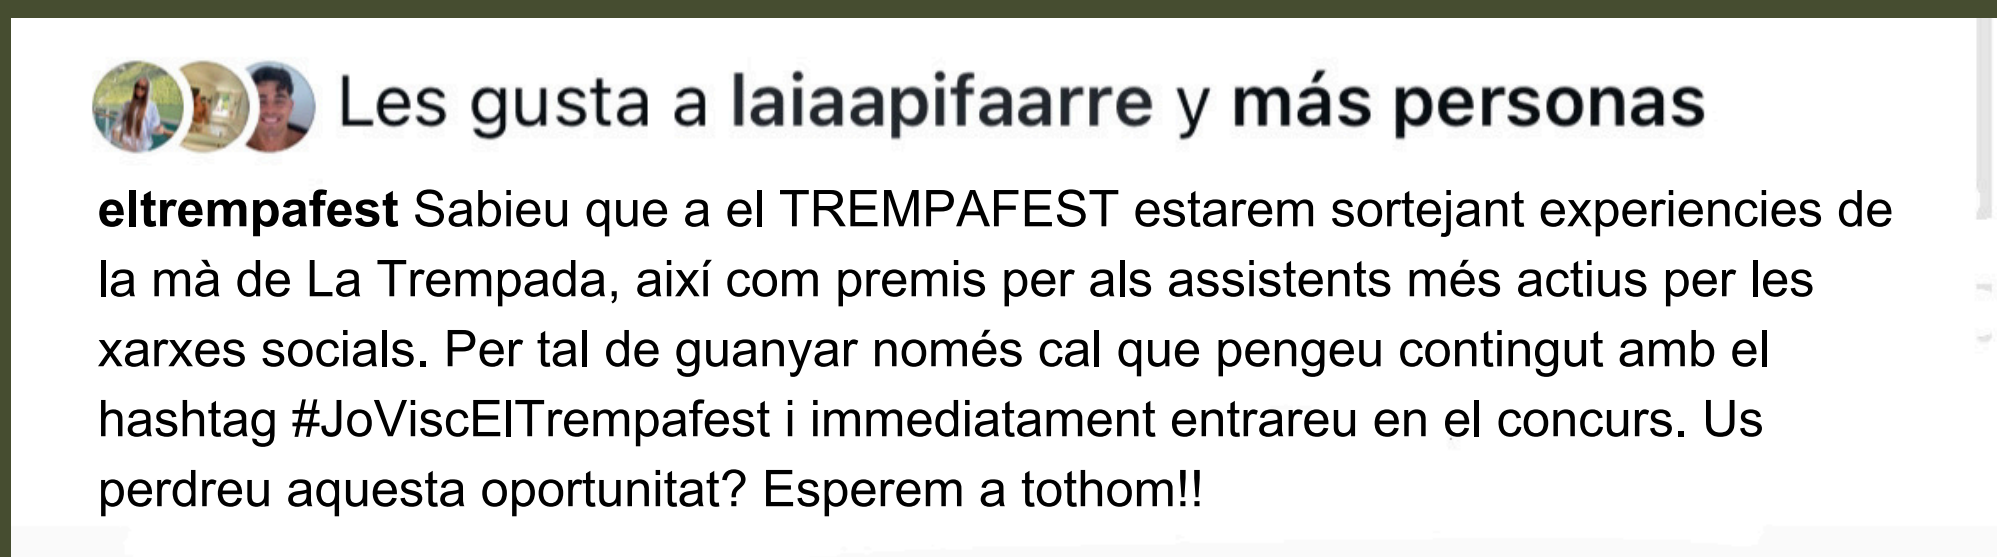 Les gusta a laiaapifaarre y más personas
eltrempafest Sabieu que a el TREMPAFEST estarem sortejant experiencies de
la mà de La Trempada, així com premis per als assistents més actius per les
xarxes socials. Per tal de guanyar només cal que pengeu contingut amb el
hashtag #JoViscElTrempafest i immediatament entrareu en el concurs. Us
perdreu aquesta oportunitat? Esperem a tothom!!